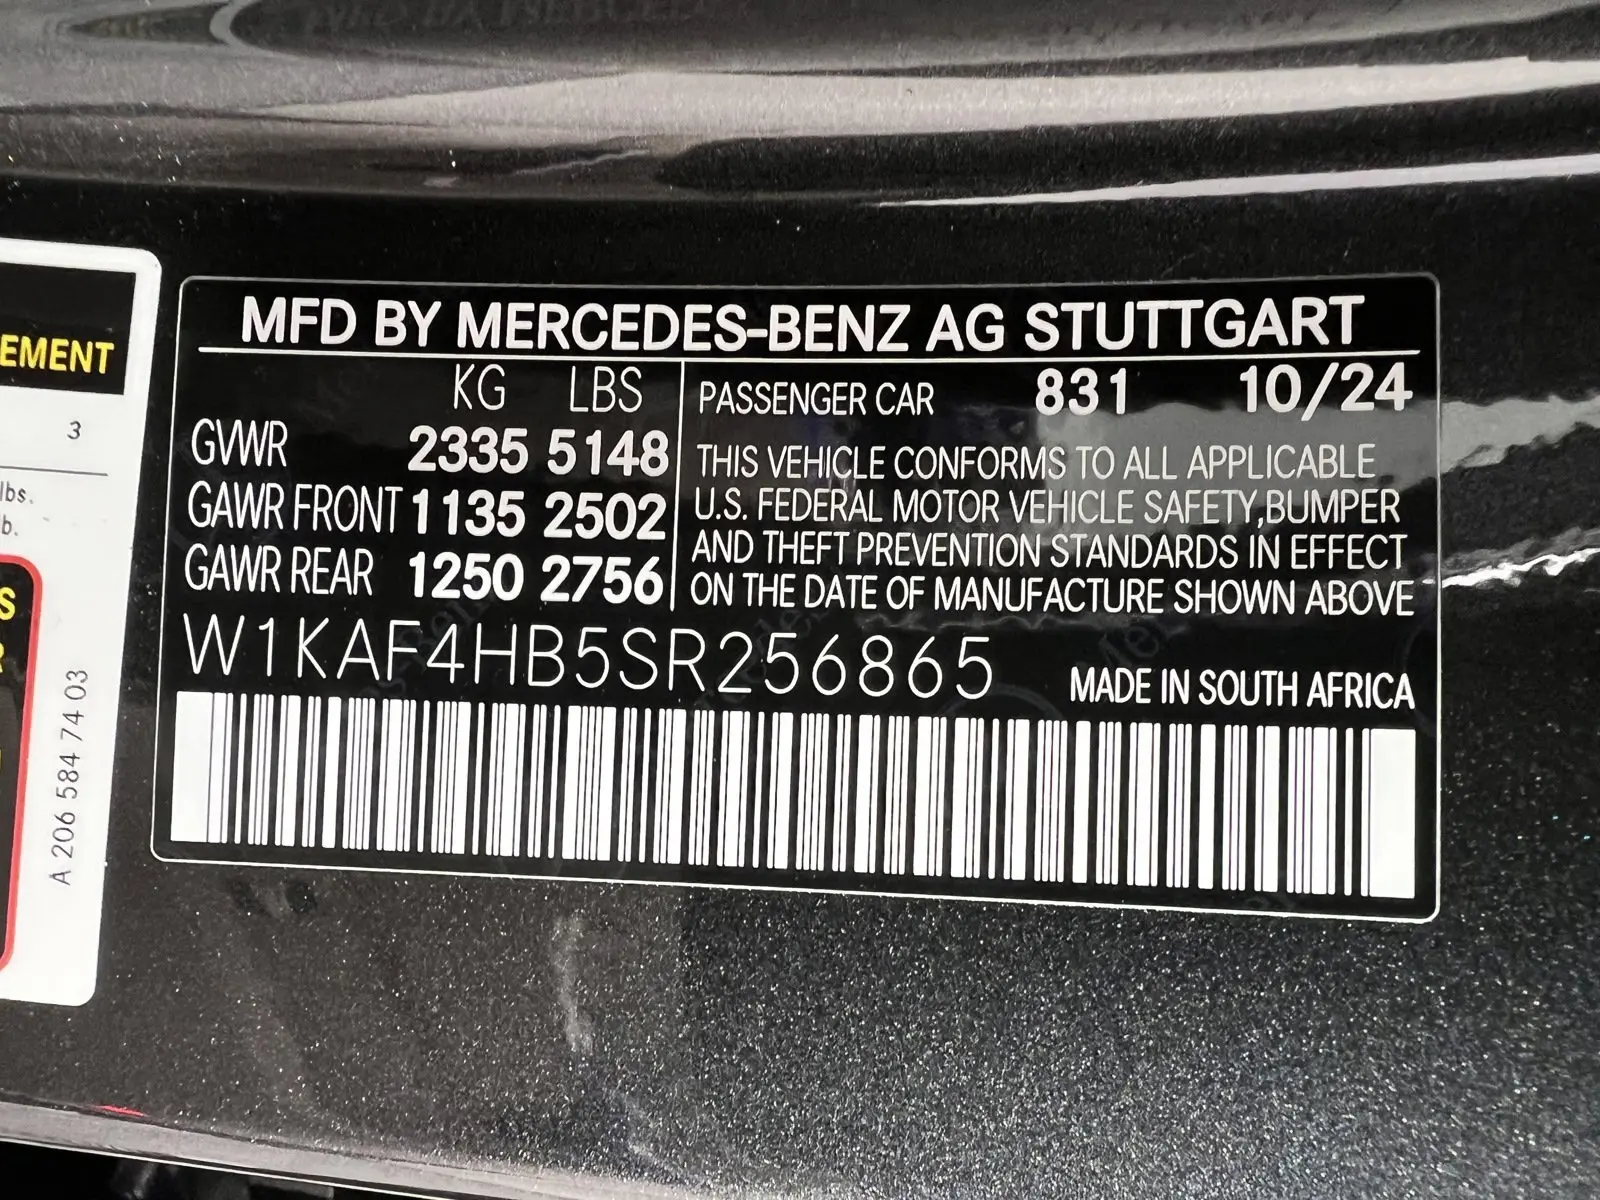 MFD BY MERCEDES-BENZ AG STUTTGART
KG LBS
GVWR 2335 5148
GAWR FRONT 1135 2502
GAWR REAR 1250 2756
PASSENGER CAR 831 10/24
THIS VEHICLE CONFORMS TO ALL APPLICABLE
U.S. FEDERAL MOTOR VEHICLE SAFETY,BUMPER
AND THEFT PREVENTION STANDARDS IN EFFECT
ON THE DATE OF MANUFACTURE SHOWN ABOVE
W1KAF4HB5SR256865
MADE IN SOUTH AFRICA
EMENT
3
lbs.
b.
S
R
A 206 584 74 03